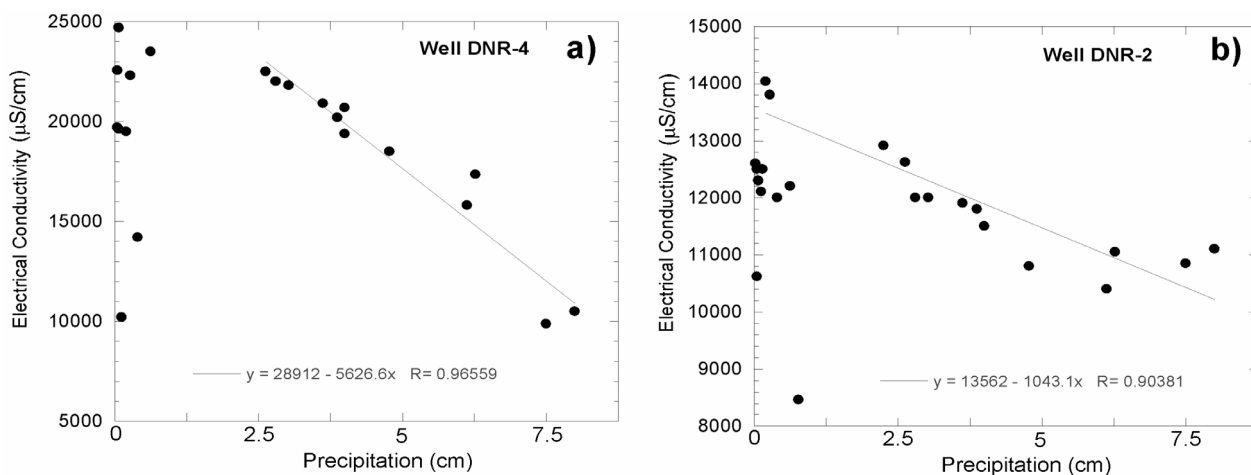 a)
Well DNR-4
25000
20000
15000
10000
5000
Electrical Conductivity (µS/cm)
y = 28912 - 5626.6x R= 0.96559
0 2.5 5 7.5
Precipitation (cm)
b)
Well DNR-2
15000
14000
13000
12000
11000
10000
9000
8000
Electrical Conductivity (µS/cm)
y = 13562 - 1043.1x R= 0.90381
0 2.5 5 7.5
Precipitation (cm)